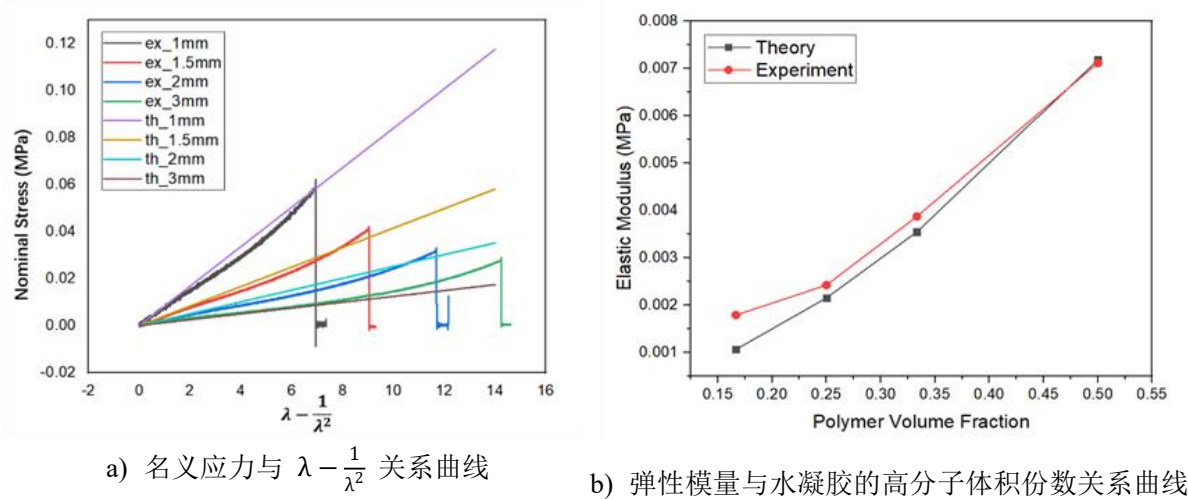 0.12
0.10
0.08
0.06
0.04
0.02
0.00
-0.02
Nominal Stress (MPa)
ex_1mm
ex_1.5mm
ex_2mm
ex_3mm
th_1mm
th_1.5mm
th_2mm
th_3mm
-2 0 2 4 6 8 10 12 14 16
λ − 1/λ²
a) 名义应力与 λ − 1/λ² 关系曲线
0.008
0.007
0.006
0.005
0.004
0.003
0.002
0.001
Elastic Modulus (MPa)
Theory
Experiment
0.15 0.20 0.25 0.30 0.35 0.40 0.45 0.50 0.55
Polymer Volume Fraction
b) 弹性模量与水凝胶的高分子体积份数关系曲线